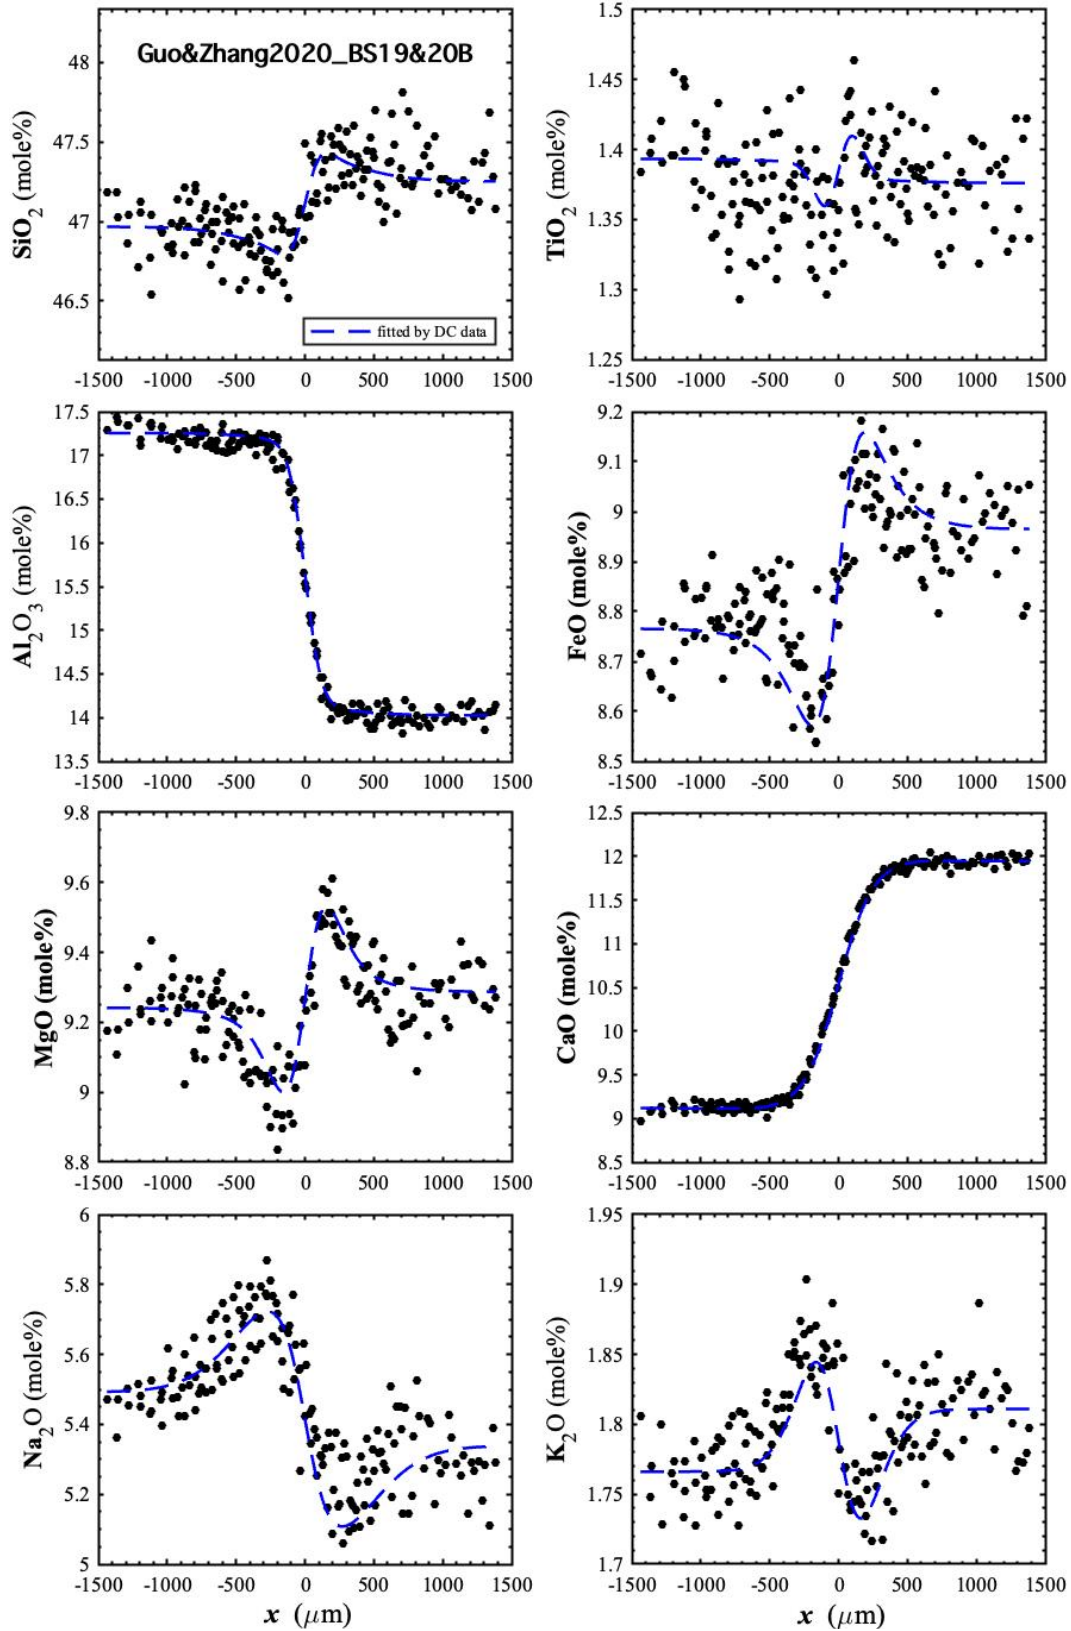 Guo&Zhang2020_BS19&20B
SiO2 (mole%)
48
47.5
47
46.5
fitted by DC data
-1500 -1000 -500 0 500 1000 1500
TiO2 (mole%)
1.5
1.45
1.4
1.35
1.3
1.25
-1500 -1000 -500 0 500 1000 1500
Al2O3 (mole%)
17.5
17
16.5
16
15.5
15
14.5
14
13.5
-1500 -1000 -500 0 500 1000 1500
FeO (mole%)
9.2
9.1
9
8.9
8.8
8.7
8.6
8.5
-1500 -1000 -500 0 500 1000 1500
MgO (mole%)
9.8
9.6
9.4
9.2
9
8.8
-1500 -1000 -500 0 500 1000 1500
CaO (mole%)
12.5
12
11.5
11
10.5
10
9.5
9
8.5
-1500 -1000 -500 0 500 1000 1500
Na2O (mole%)
6
5.8
5.6
5.4
5.2
5
-1500 -1000 -500 0 500 1000 1500
x (μm)
K2O (mole%)
1.95
1.9
1.85
1.8
1.75
1.7
-1500 -1000 -500 0 500 1000 1500
x (μm)